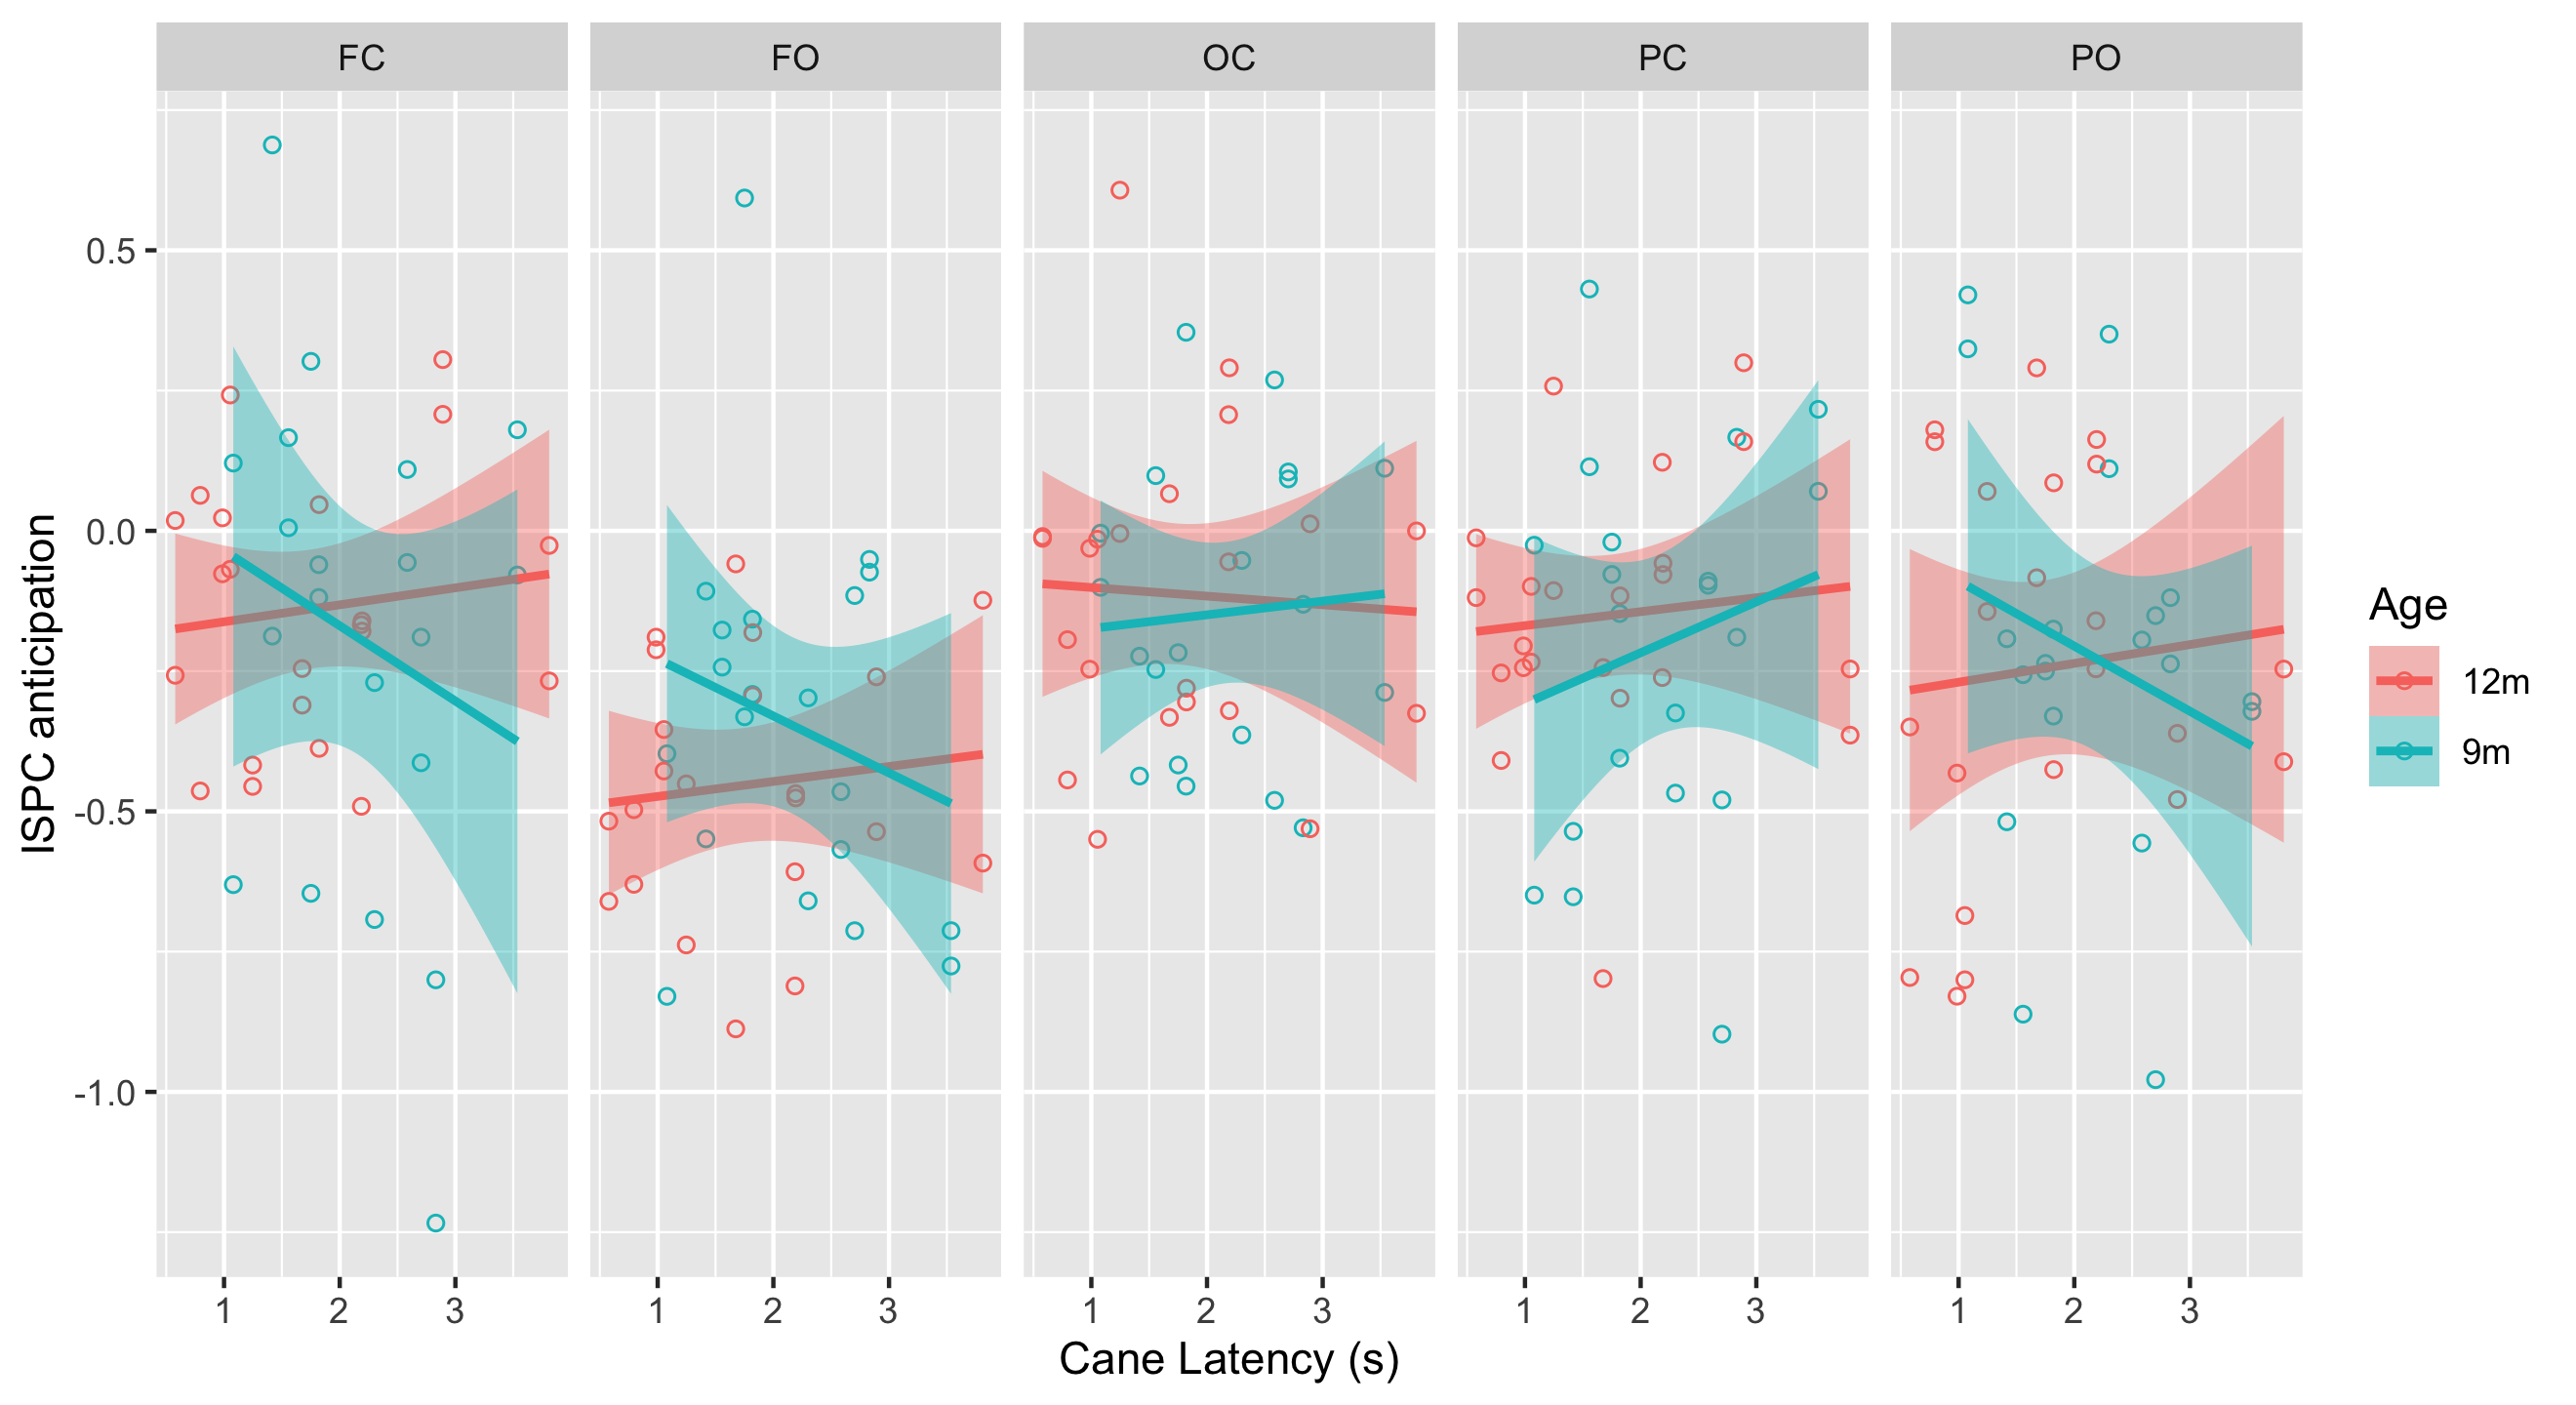 FC FO OC PC PO
0.5
0.0
-0.5
-1.0
ISPC anticipation
1 2 3 1 2 3 1 2 3 1 2 3 1 2 3
Cane Latency (s)
Age
12m
9m